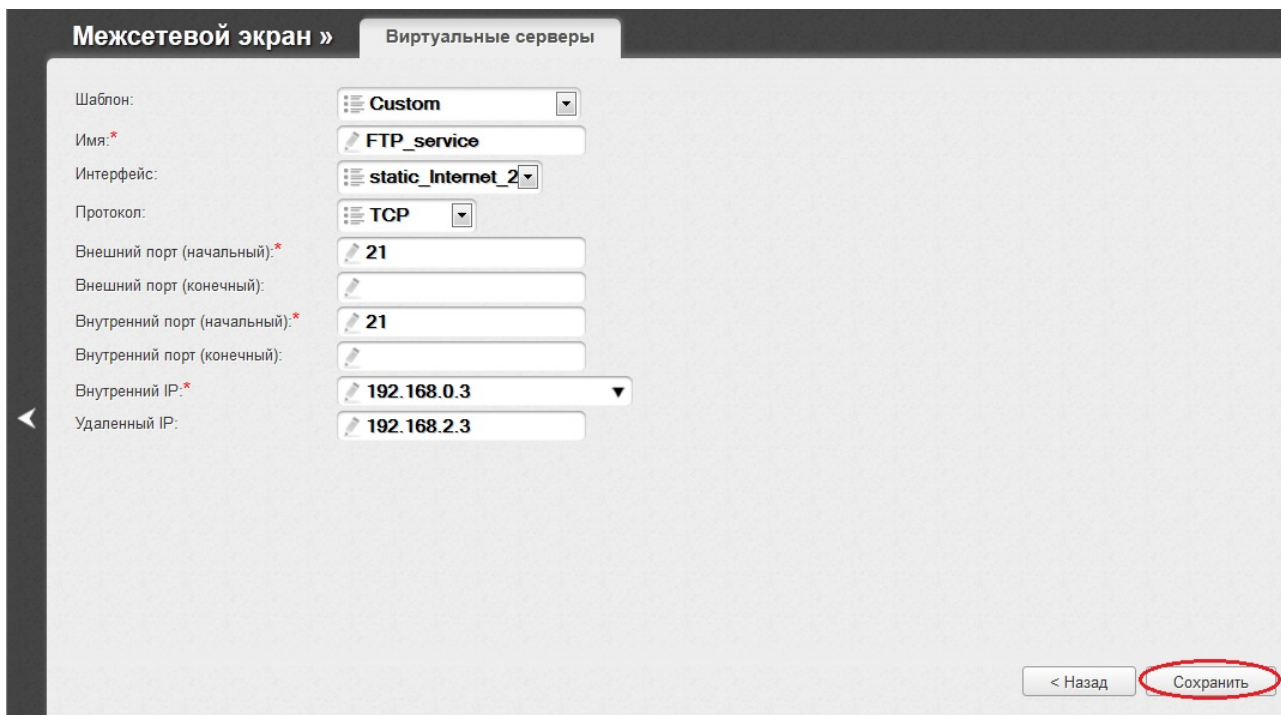 Межсетевой экран »
Виртуальные серверы
Шаблон: Custom
Имя:* FTP_service
Интерфейс: static_Internet_2
Протокол: TCP
Внешний порт (начальный):* 21
Внешний порт (конечный):
Внутренний порт (начальный):* 21
Внутренний порт (конечный):
Внутренний IP:* 192.168.0.3
Удаленный IP: 192.168.2.3
< Назад
Сохранить